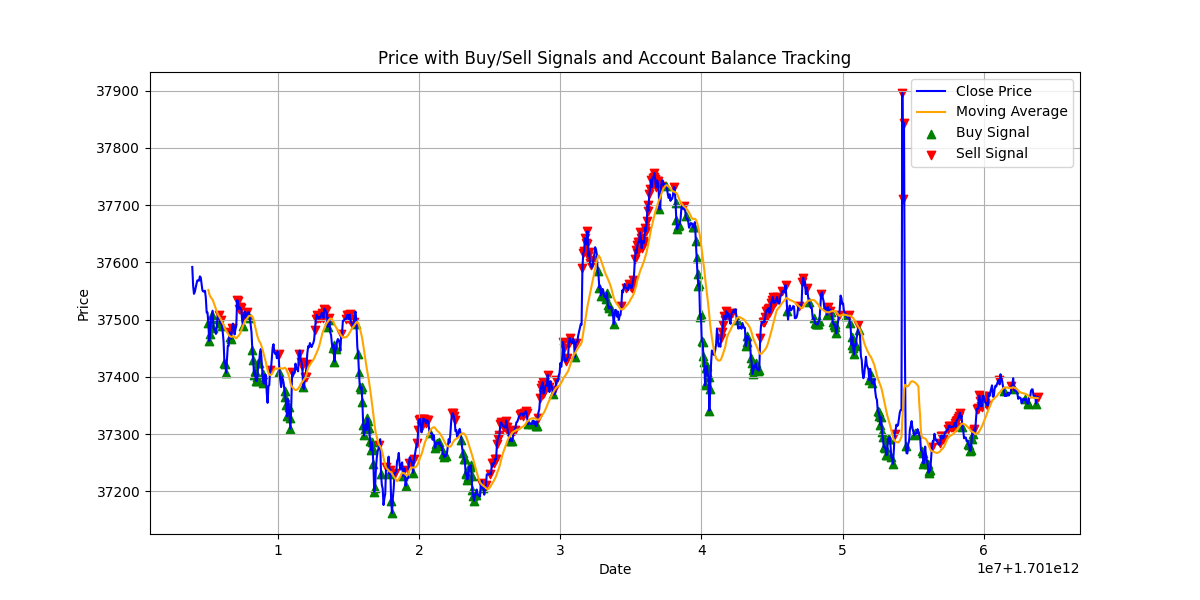 Price with Buy/Sell Signals and Account Balance Tracking
Close Price
Moving Average
Buy Signal
Sell Signal
37900
37800
37700
37600
37500
37400
37300
37200
Price
1 2 3 4 5 6
1e7+1.701e12
Date